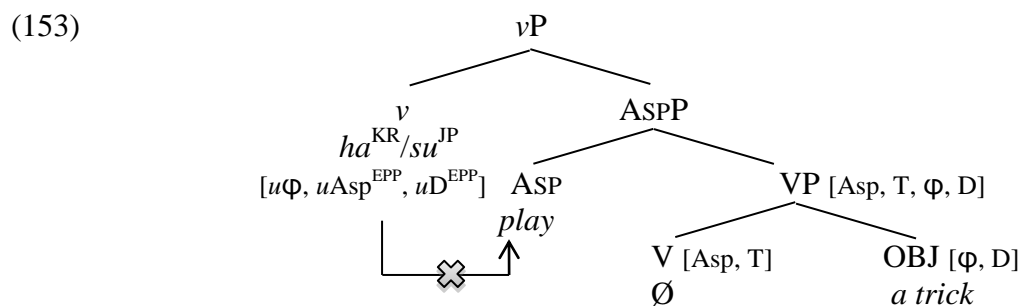 (153) vP
v AspP
ha^KR/su^JP
[uφ, uAsp^EPP, uD^EPP] Asp VP [Asp, T, φ, D]
play
V [Asp, T] OBJ [φ, D]
Ø a trick